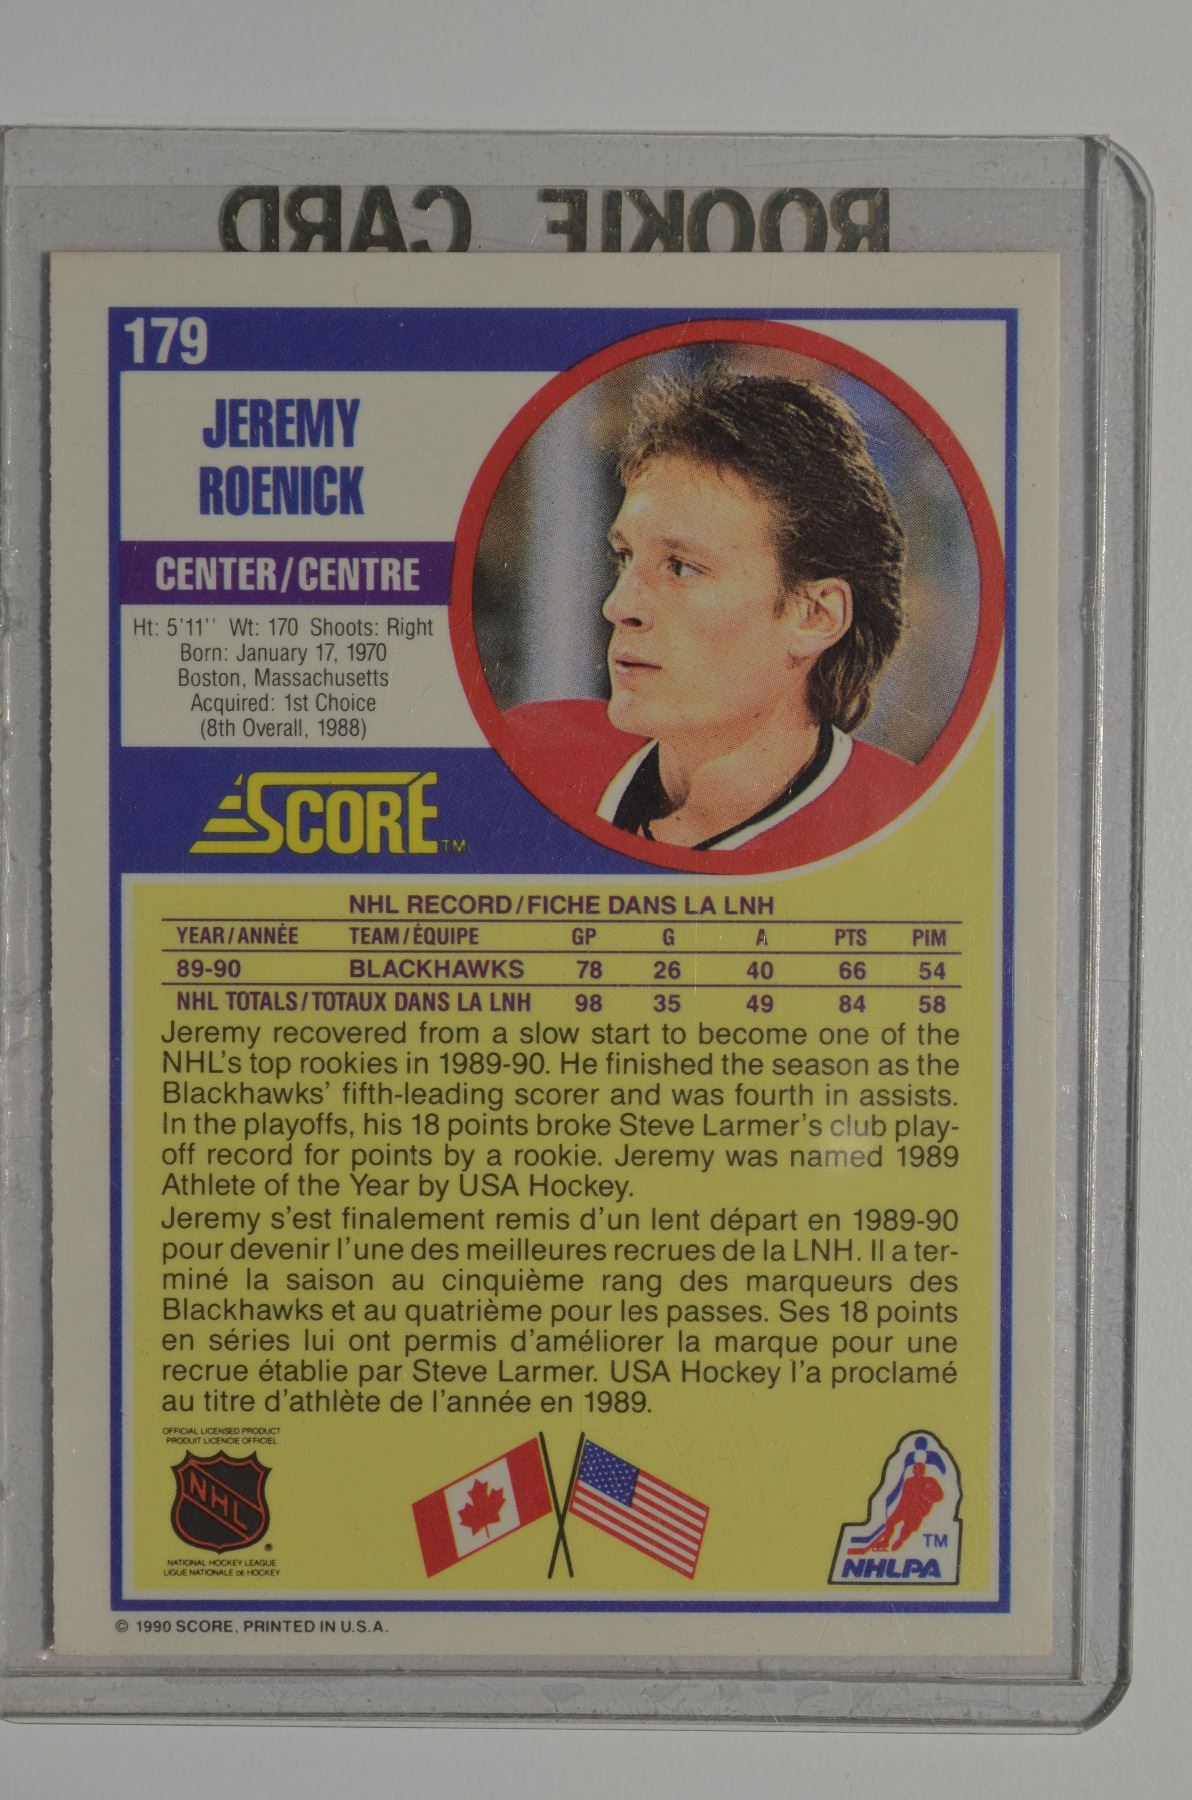 ROOKIE CARD
179
JEREMY
ROENICK
CENTER/CENTRE
Ht: 5'11'' Wt: 170 Shoots: Right
Born: January 17, 1970
Boston, Massachusetts
Acquired: 1st Choice
(8th Overall, 1988)
SCORE TM
NHL RECORD/FICHE DANS LA LNH
YEAR/ANNÉE TEAM/ÉQUIPE GP G A PTS PIM
89-90 BLACKHAWKS 78 26 40 66 54
NHL TOTALS/TOTAUX DANS LA LNH 98 35 49 84 58
Jeremy recovered from a slow start to become one of the
NHL's top rookies in 1989-90. He finished the season as the
Blackhawks' fifth-leading scorer and was fourth in assists.
In the playoffs, his 18 points broke Steve Larmer's club play-
off record for points by a rookie. Jeremy was named 1989
Athlete of the Year by USA Hockey.
Jeremy s'est finalement remis d'un lent départ en 1989-90
pour devenir l'une des meilleures recrues de la LNH. Il a ter-
miné la saison au cinquième rang des marqueurs des
Blackhawks et au quatrième pour les passes. Ses 18 points
en séries lui ont permis d'améliorer la marque pour une
recrue établie par Steve Larmer. USA Hockey l'a proclamé
au titre d'athlète de l'année en 1989.
OFFICIAL LICENSED PRODUCT
PRODUIT LICENCIE OFFICIEL
NHL ®
NATIONAL HOCKEY LEAGUE
LIGUE NATIONALE DE HOCKEY
TM
NHLPA
© 1990 SCORE, PRINTED IN U.S.A.